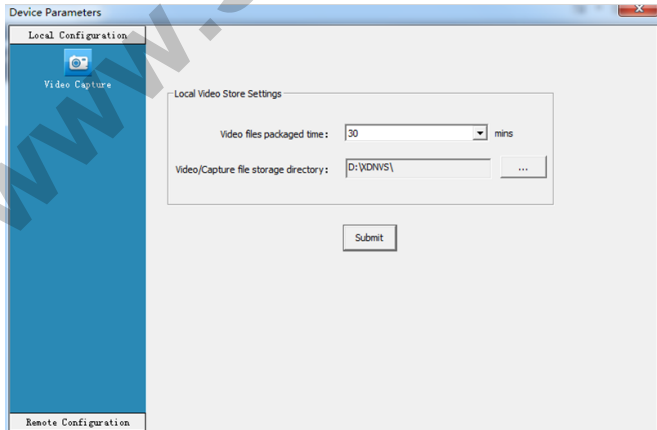 Device Parameters
Local Configuration
Video Capture
Local Video Store Settings
Video files packaged time: 30 mins
Video/Capture file storage directory: D:\XDNVS\ ...
Submit
Remote Configuration
www.